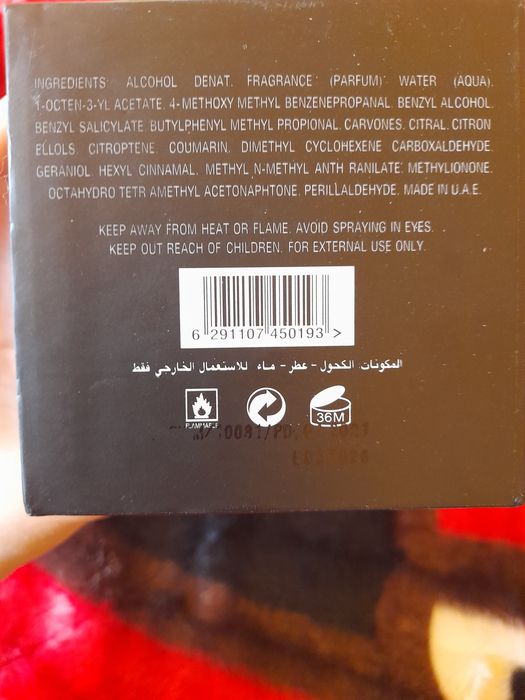 INGREDIENTS: ALCOHOL DENAT. FRAGRANCE (PARFUM) WATER (AQUA).
1-OCTEN-3-YL ACETATE. 4-METHOXY METHYL BENZENEPROPANAL. BENZYL ALCOHOL.
BENZYL SALICYLATE. BUTYLPHENYL METHYL PROPIONAL. CARVONES. CITRAL. CITRON
ELLOLS. CITROPTENE. COUMARIN. DIMETHYL CYCLOHEXENE CARBOXALDEHYDE.
GERANIOL. HEXYL CINNAMAL. METHYL N-METHYL ANTH RANILATE: METHYLIONONE.
OCTAHYDRO TETR AMETHYL ACETONAPHTONE. PERILLALDEHYDE. MADE IN U.A.E.
KEEP AWAY FROM HEAT OR FLAME. AVOID SPRAYING IN EYES.
KEEP OUT REACH OF CHILDREN. FOR EXTERNAL USE ONLY.
6 291107 450193 >
المكونات: الكحول - عطر - ماء للاستعمال الخارجي فقط
FLAMMABLE
36M